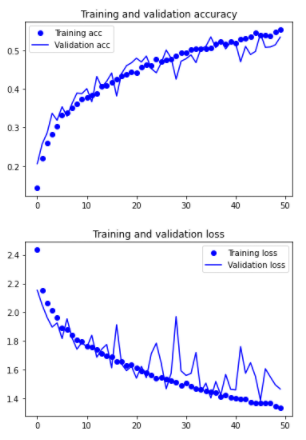 Training and validation accuracy
Training acc
Validation acc
0.5
0.4
0.3
0.2
0 10 20 30 40 50
Training and validation loss
Training loss
Validation loss
2.4
2.2
2.0
1.8
1.6
1.4
0 10 20 30 40 50